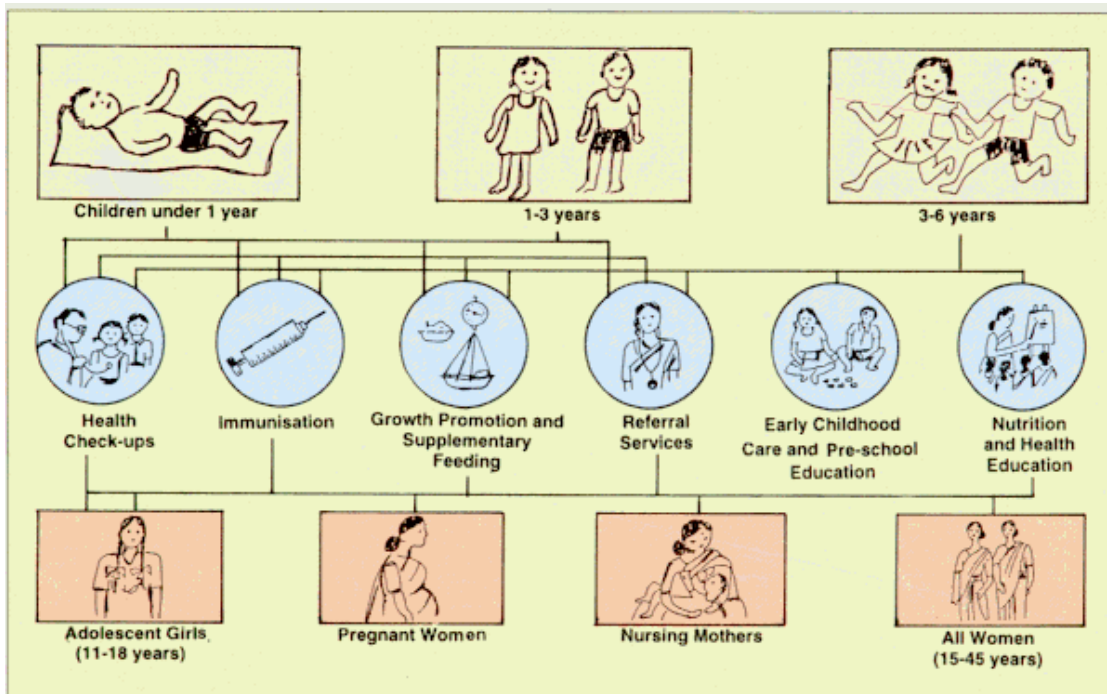 Children under 1 year
1-3 years
3-6 years
Health
Check-ups
Immunisation
Growth Promotion and
Supplementary
Feeding
Referral
Services
Early Childhood
Care and Pre-school
Education
Nutrition
and Health
Education
Adolescent Girls
(11-18 years)
Pregnant Women
Nursing Mothers
All Women
(15-45 years)